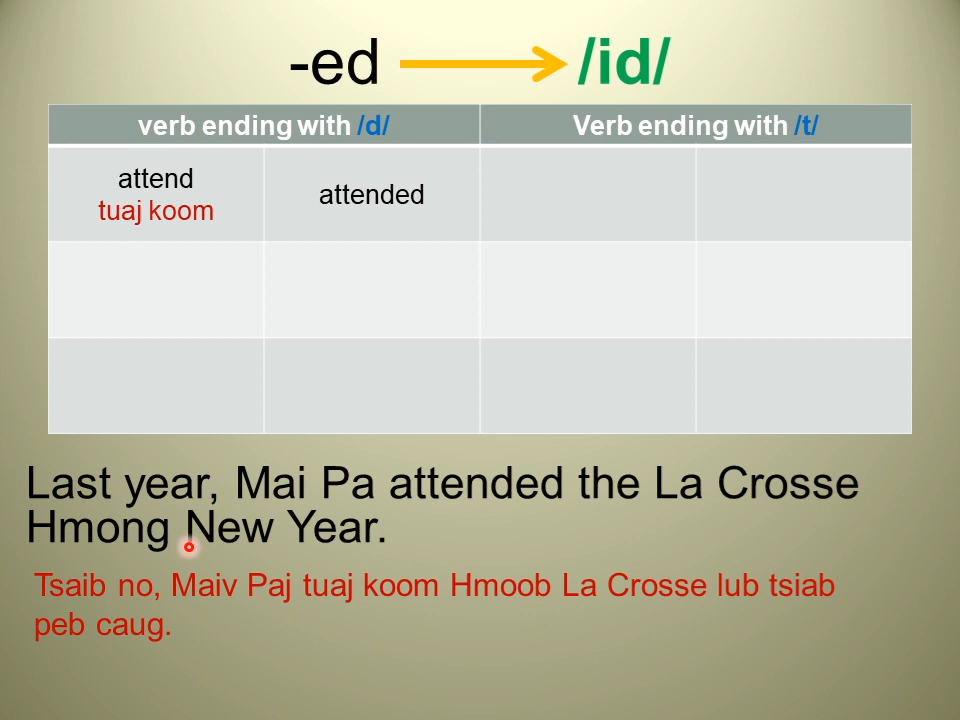 -ed /id/
verb ending with /d/ Verb ending with /t/
attend
tuaj koom
attended
Last year, Mai Pa attended the La Crosse
Hmong New Year.
Tsaib no, Maiv Paj tuaj koom Hmoob La Crosse lub tsiab
peb caug.